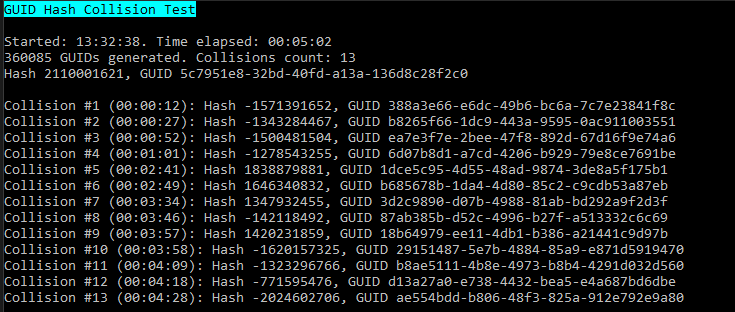 GUID Hash Collision Test
Started: 13:32:38. Time elapsed: 00:05:02
360085 GUIDs generated. Collisions count: 13
Hash 2110001621, GUID 5c7951e8-32bd-40fd-a13a-136d8c28f2c0
Collision #1 (00:00:12): Hash -1571391652, GUID 388a3e66-e6dc-49b6-bc6a-7c7e23841f8c
Collision #2 (00:00:27): Hash -1343284467, GUID b8265f66-1dc9-443a-9595-0ac911003551
Collision #3 (00:00:52): Hash -1500481504, GUID ea7e3f7e-2bee-47f8-892d-67d16f9e74a6
Collision #4 (00:01:01): Hash -1278543255, GUID 6d07b8d1-a7cd-4206-b929-79e8ce7691be
Collision #5 (00:02:41): Hash 1838879881, GUID 1dce5c95-4d55-48ad-9874-3de8a5f175b1
Collision #6 (00:02:49): Hash 1646340832, GUID b685678b-1da4-4d80-85c2-c9cdb53a87eb
Collision #7 (00:03:34): Hash 1347932455, GUID 3d2c9890-d07b-4988-81ab-bd292a9f2d3f
Collision #8 (00:03:46): Hash -142118492, GUID 87ab385b-d52c-4996-b27f-a513332c6c69
Collision #9 (00:03:57): Hash 1420231859, GUID 18b64979-ee11-4db1-b386-a21441c9d97b
Collision #10 (00:03:58): Hash -1620157325, GUID 29151487-5e7b-4884-85a9-e871d5919470
Collision #11 (00:04:09): Hash -1323296766, GUID b8ae5111-4b8e-4973-b8b4-4291d032d560
Collision #12 (00:04:18): Hash -771595476, GUID d13a27a0-e738-4432-bea5-e4a687bd6dbe
Collision #13 (00:04:28): Hash -2024602706, GUID ae554bdd-b806-48f3-825a-912e792e9a80